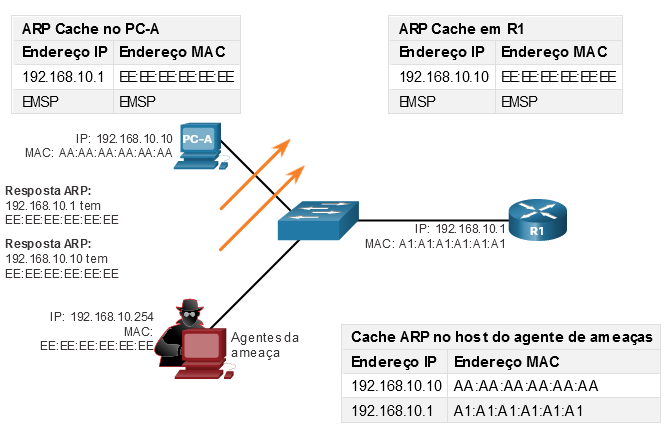 ARP Cache no PC-A
Endereço IP Endereço MAC
192.168.10.1 EE:EE:EE:EE:EE:EE
EMSP EMSP
ARP Cache em R1
Endereço IP Endereço MAC
192.168.10.10 EE:EE:EE:EE:EE:EE
EMSP EMSP
IP: 192.168.10.10
MAC: AA:AA:AA:AA:AA:AA
PC-A
Resposta ARP:
192.168.10.1 tem
EE:EE:EE:EE:EE:EE
Resposta ARP:
192.168.10.10 tem
EE:EE:EE:EE:EE:EE
IP: 192.168.10.1
MAC: A1:A1:A1:A1:A1:A1
R1
IP: 192.168.10.254
MAC:
EE:EE:EE:EE:EE:EE
Agentes da
ameaça
Cache ARP no host do agente de ameaças
Endereço IP Endereço MAC
192.168.10.10 AA:AA:AA:AA:AA:AA
192.168.10.1 A1:A1:A1:A1:A1:A1